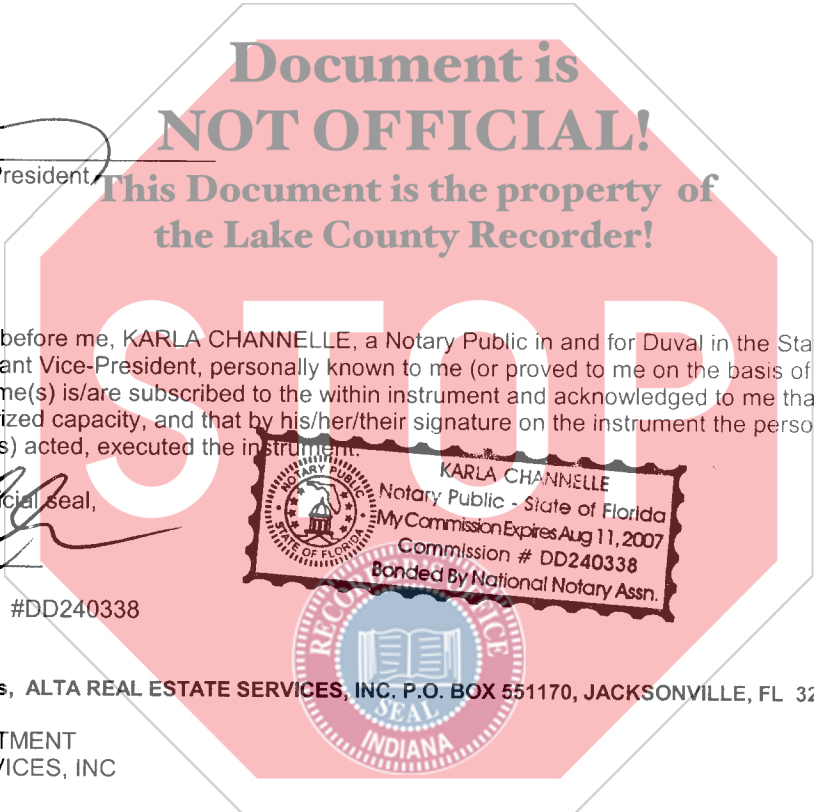 Document is
NOT OFFICIAL!
President
This Document is the property of
the Lake County Recorder!
STOP
before me, KARLA CHANNELLE, a Notary Public in and for Duval in the Sta
ant Vice-President, personally known to me (or proved to me on the basis of
me(s) is/are subscribed to the within instrument and acknowledged to me tha
ized capacity, and that by his/her/their signature on the instrument the perso
s) acted, executed the instrument.
cial seal,
NOTARY PUBLIC
STATE OF FLORIDA
KARLA CHANNELLE
Notary Public - State of Florida
My Commission Expires Aug 11, 2007
Commission # DD240338
Bonded By National Notary Assn.
#DD240338
s, ALTA REAL ESTATE SERVICES, INC. P.O. BOX 551170, JACKSONVILLE, FL 32
SEAL
INDIANA
TMENT
VICES, INC